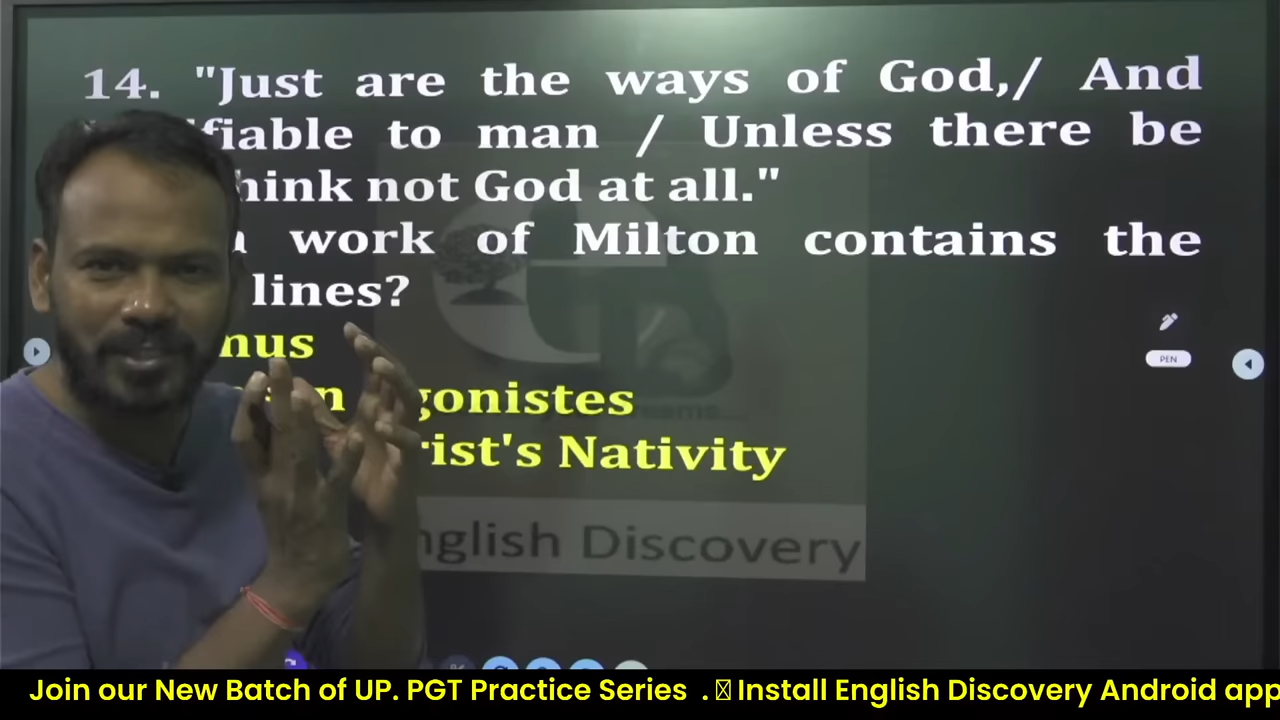 14. "Just are the ways of God,/ And
fiable to man / Unless there be
hink not God at all."
work of Milton contains the
lines?
nus
gonistes
rist's Nativity
nglish Discovery
PEN
Join our New Batch of UP. PGT Practice Series . Install English Discovery Android app